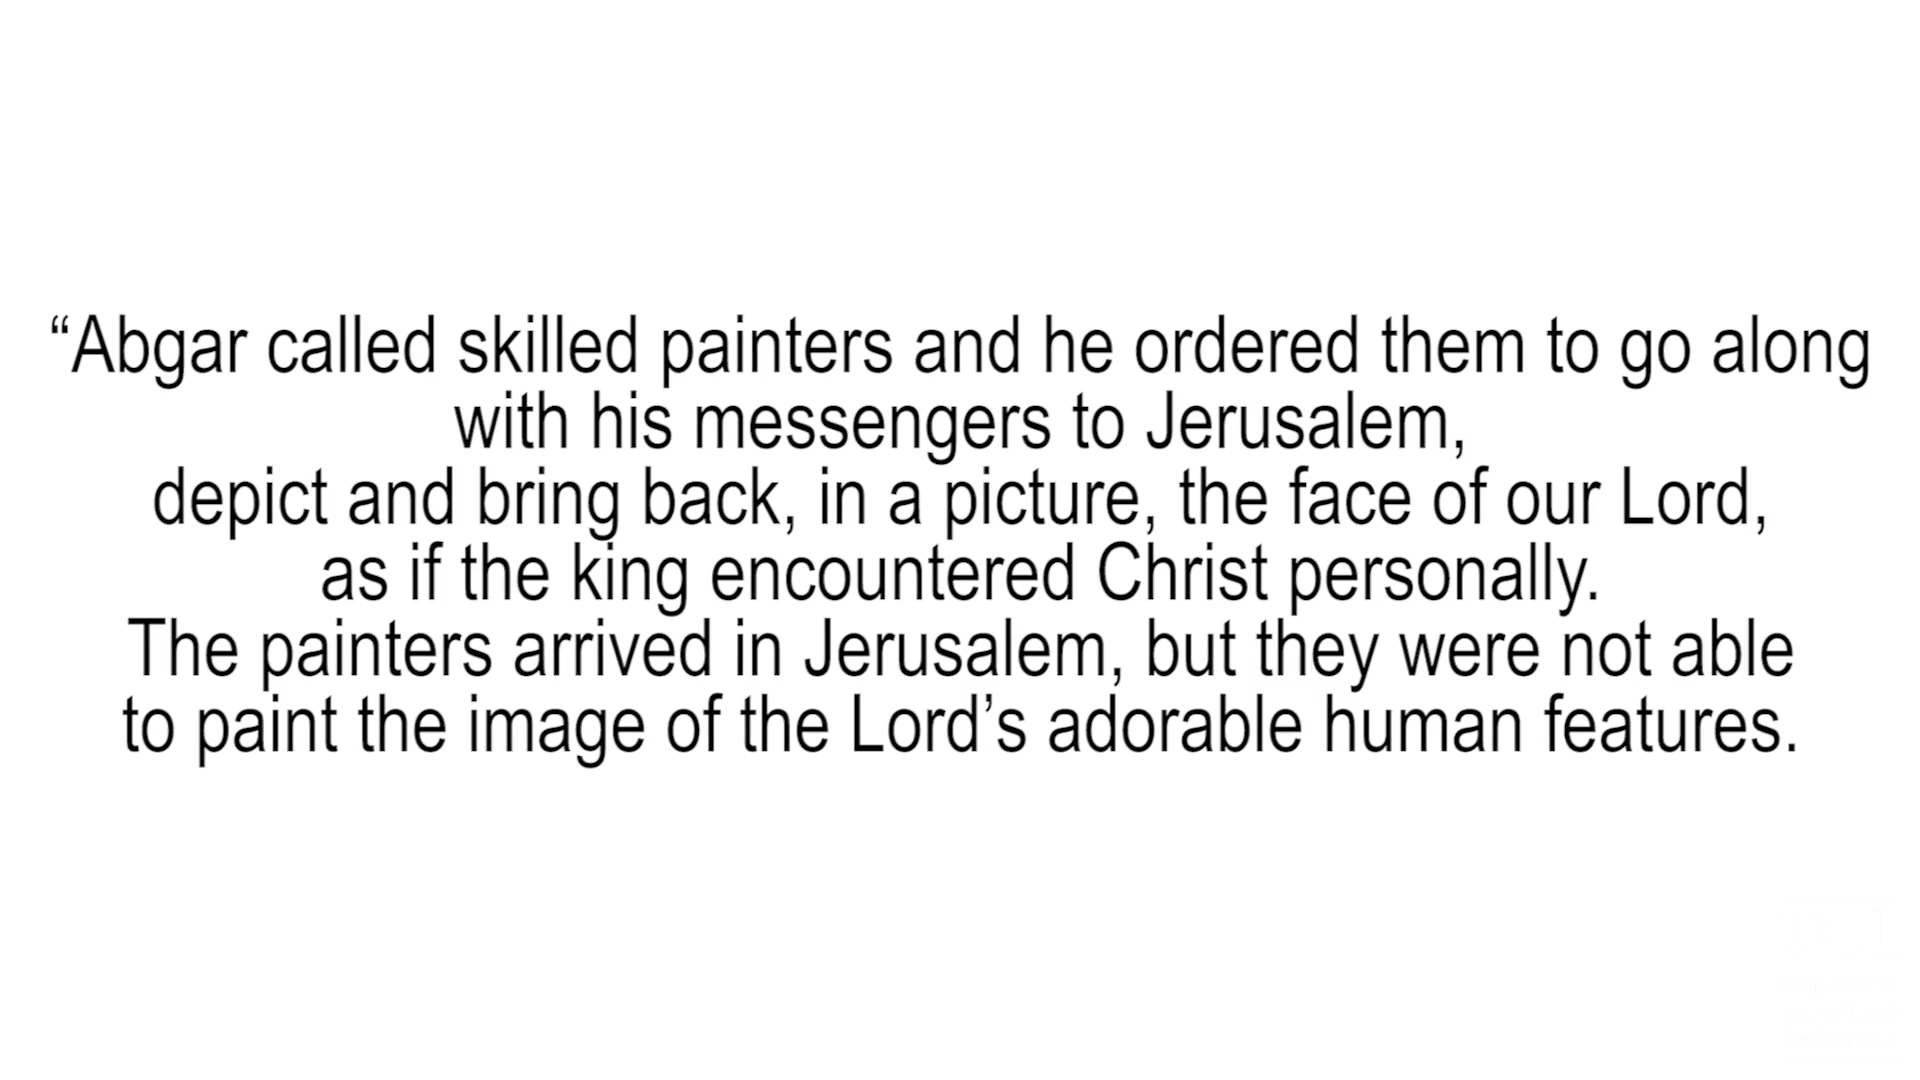 “Abgar called skilled painters and he ordered them to go along
with his messengers to Jerusalem,
depict and bring back, in a picture, the face of our Lord,
as if the king encountered Christ personally.
The painters arrived in Jerusalem, but they were not able
to paint the image of the Lord’s adorable human features.